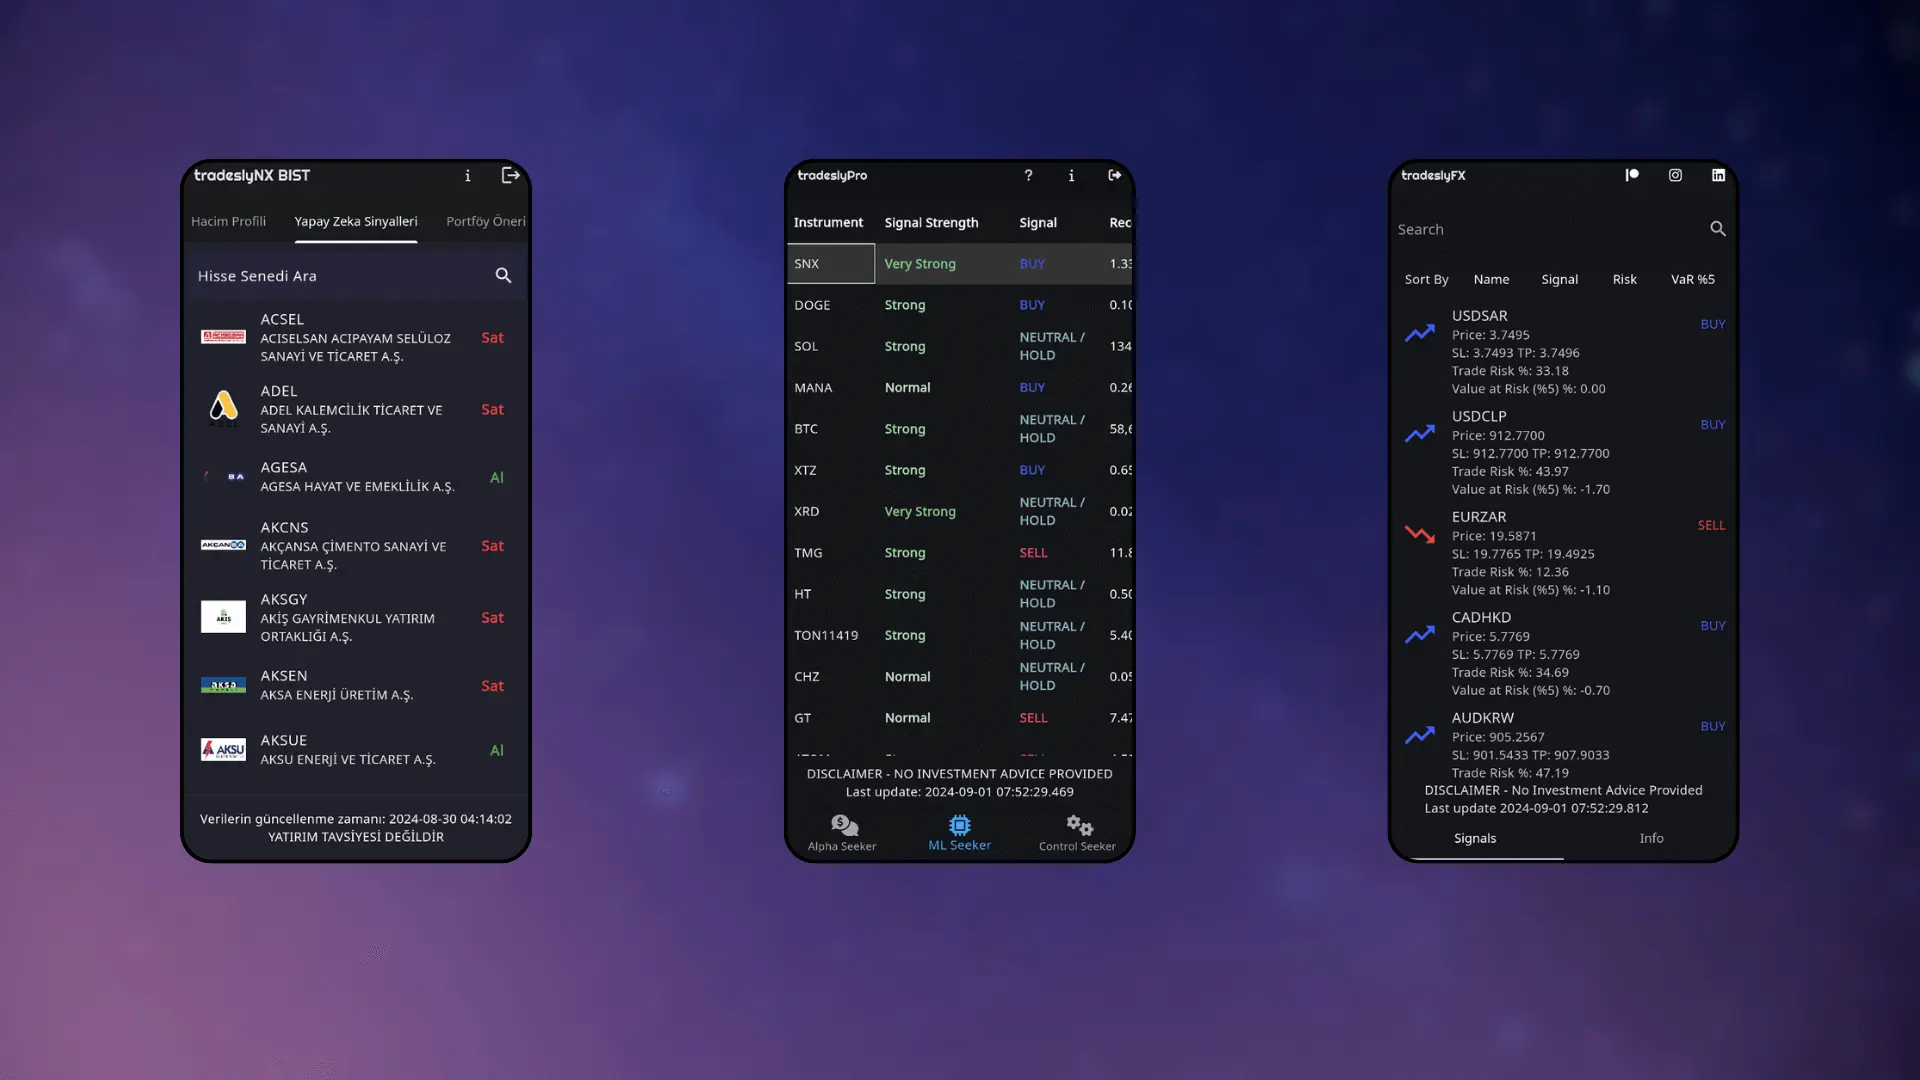 tradeslyNX BIST
Hacim Profili Yapay Zeka Sinyalleri Portföy Öneri
Hisse Senedi Ara
ACSEL
ACISELSAN ACIPAYAM SELÜLOZ
SANAYİ VE TİCARET A.Ş.
Sat
ADEL
ADEL KALEMCİLİK TİCARET VE
SANAYİ A.Ş.
Sat
AGESA
AGESA HAYAT VE EMEKLİLİK A.Ş.
Al
AKÇANSA
AKCNS
AKÇANSA ÇİMENTO SANAYİ VE
TİCARET A.Ş.
Sat
AKİŞ
AKSGY
AKİŞ GAYRİMENKUL YATIRIM
ORTAKLIĞI A.Ş.
Sat
aksa
AKSEN
AKSA ENERJİ ÜRETİM A.Ş.
Sat
AKSU
AKSUE
AKSU ENERJİ VE TİCARET A.Ş.
Al
Verilerin güncellenme zamanı: 2024-08-30 04:14:02
YATIRIM TAVSİYESİ DEĞİLDİR
tradeslyPro
? i
Instrument Signal Strength Signal Rec
SNX Very Strong BUY 1.33
DOGE Strong BUY 0.10
SOL Strong NEUTRAL / HOLD 134
MANA Normal BUY 0.26
BTC Strong NEUTRAL / HOLD 58,6
XTZ Strong BUY 0.65
XRD Very Strong NEUTRAL / HOLD 0.02
TMG Strong SELL 11.8
HT Strong NEUTRAL / HOLD 0.50
TON11419 Strong NEUTRAL / HOLD 5.40
CHZ Normal NEUTRAL / HOLD 0.05
GT Normal SELL 7.47
DISCLAIMER - NO INVESTMENT ADVICE PROVIDED
Last update: 2024-09-01 07:52:29.469
Alpha Seeker ML Seeker Control Seeker
tradeslyFX
Search
Sort By Name Signal Risk VaR %5
USDSAR
Price: 3.7495
SL: 3.7493 TP: 3.7496
Trade Risk %: 33.18
Value at Risk (%5) %: 0.00
BUY
USDCLP
Price: 912.7700
SL: 912.7700 TP: 912.7700
Trade Risk %: 43.97
Value at Risk (%5) %: -1.70
BUY
EURZAR
Price: 19.5871
SL: 19.7765 TP: 19.4925
Trade Risk %: 12.36
Value at Risk (%5) %: -1.10
SELL
CADHKD
Price: 5.7769
SL: 5.7769 TP: 5.7769
Trade Risk %: 34.69
Value at Risk (%5) %: -0.70
BUY
AUDKRW
Price: 905.2567
SL: 901.5433 TP: 907.9033
Trade Risk %: 47.19
BUY
DISCLAIMER - No Investment Advice Provided
Last update 2024-09-01 07:52:29.812
Signals Info